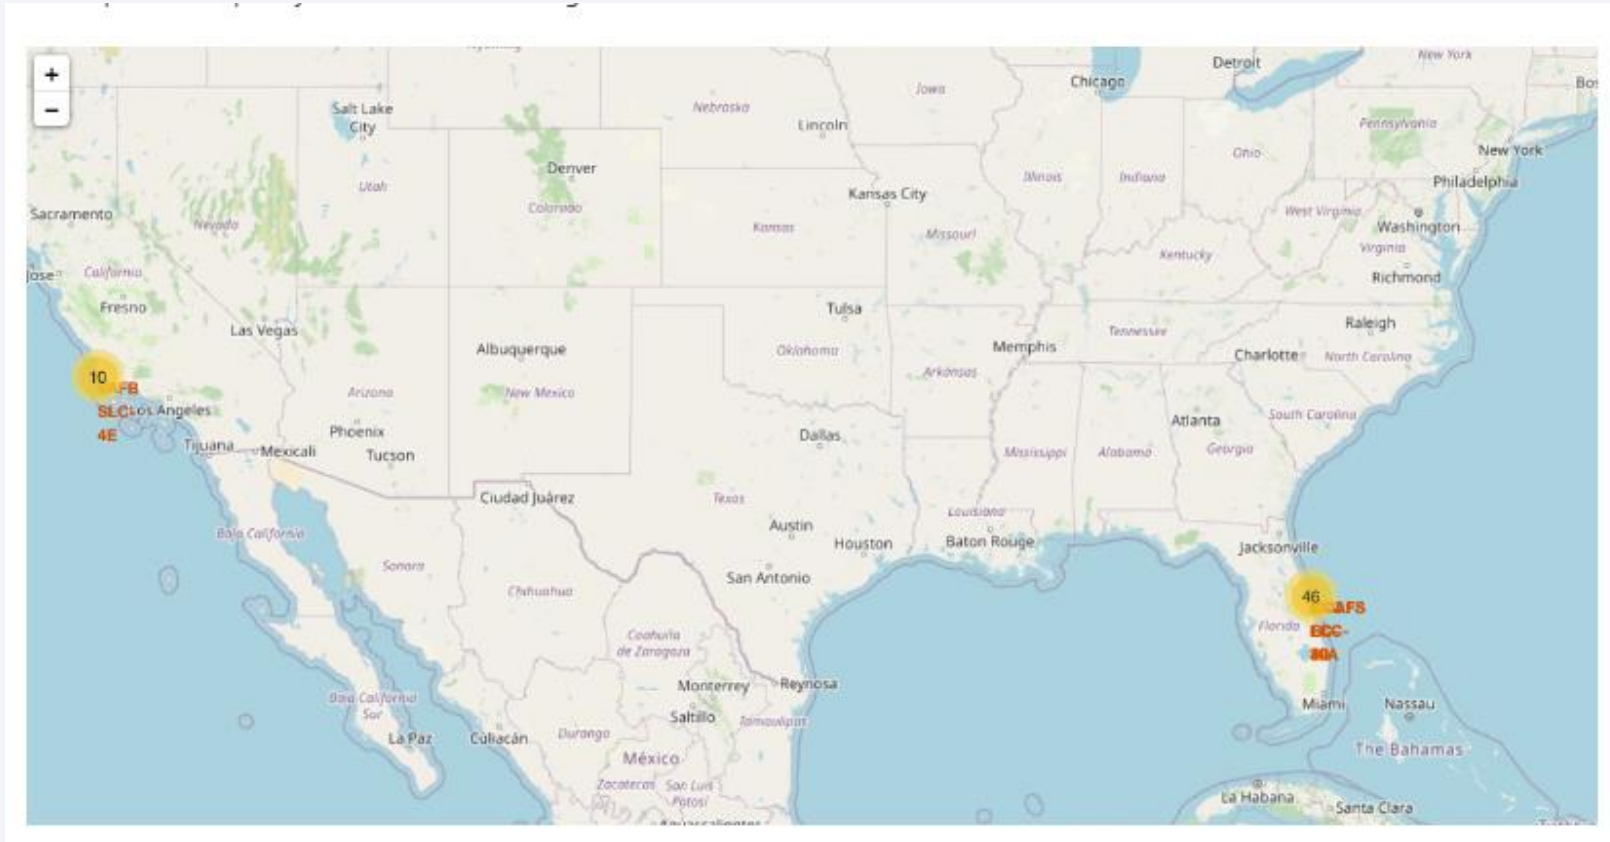 +
Detroit
New York
Chicago
Iowa
Nebraska
−
Salt Lake
City
Lincoln
Pennsylvania
New York
Ohio
Denver
Kansas City
Illinois
Indiana
Philadelphia
Utah
Colorado
Sacramento
Nevada
Kansas
Missouri
West Virginia
Washington
Virginia
Kentucky
California
Richmond
Fresno
Las Vegas
Tulsa
Raleigh
Tennessee
Albuquerque
Oklahoma
Memphis
Charlotte
North Carolina
10
Arkansas
Arizona
New Mexico
Los Angeles
4E
Phoenix
Atlanta
South Carolina
Tijuana
Mexicali
Tucson
Dallas
Mississippi
Alabama
Georgia
Ciudad Juárez
Texas
Louisiana
Baja California
Austin
Houston
Baton Rouge
Jacksonville
Sonora
San Antonio
Chihuahua
46
Florida
Coahuila
de Zaragoza
Monterrey
Reynosa
Baja California
Sur
Saltillo
Tamaulipas
Miami
Nassau
La Paz
Culiacán
Durango
México
The Bahamas
Zacatecas
San Luis
Potosí
La Habana
Santa Clara